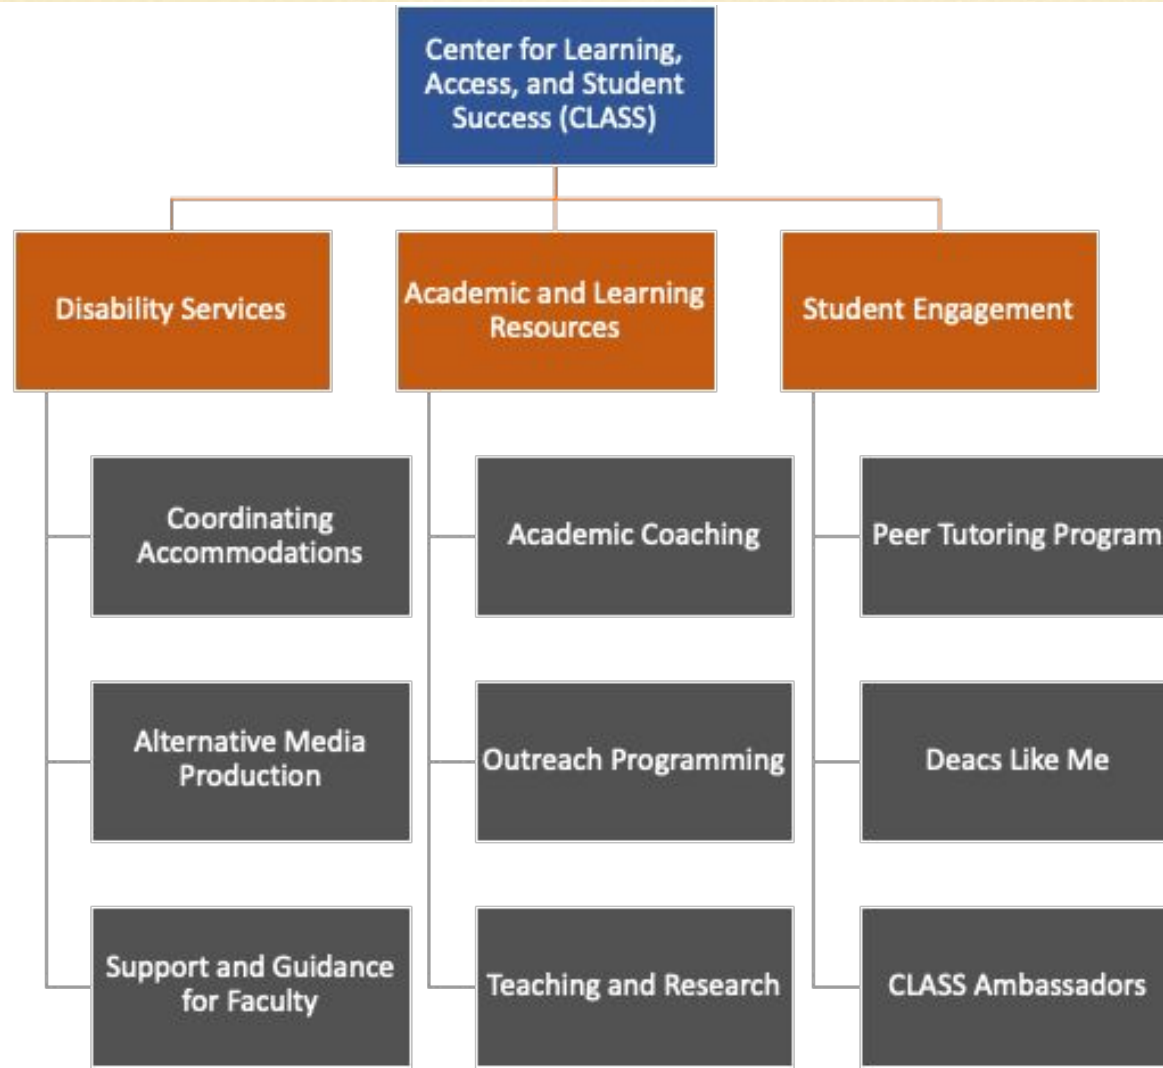 Center for Learning,
Access, and Student
Success (CLASS)
Disability Services
Academic and Learning
Resources
Student Engagement
Coordinating
Accommodations
Academic Coaching
Peer Tutoring Program
Alternative Media
Production
Outreach Programming
Deacs Like Me
Support and Guidance
for Faculty
Teaching and Research
CLASS Ambassadors